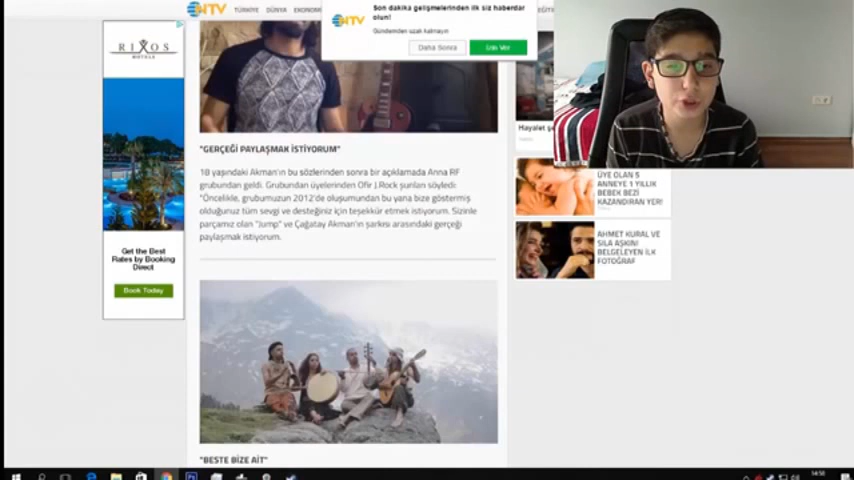 NTV
TÜRKİYE
DÜNYA
NTV
Son dakika gelişmelerinden ilk siz haberdar
olun!
Gündemden uzak kalmayın
Daha Sonra
İzin Ver
RIXOS
HOTELS
Get the Best
Rates by Booking
Direct
Book Today
"GERÇEĞİ PAYLAŞMAK İSTİYORUM"
18 yaşındaki Akman'ın bu sözlerinden sonra bir açıklamada Anna RF
grubundan geldi. Grubundan üyelerinden Ofir J.Rock şunları söyledi:
"Öncelikle, grubumuzun 2012'de oluşumundan bu yana bize göstermiş
olduğunuz tüm sevgi ve desteğiniz için teşekkür etmek istiyorum. Sizinle
parçamız olan "Jump" ve Çağatay Akman'ın şarkısı arasındaki gerçeği
paylaşmak istiyorum.
"BESTE BİZE AİT"
Hayalet
ÜYE OLAN 5
ANNEYE 1 YILLIK
BEBEK BEZİ
KAZANDIRAN YER!
AHMET KURAL VE
SILA AŞKINI
BELGELEYEN İLK
FOTOĞRAF